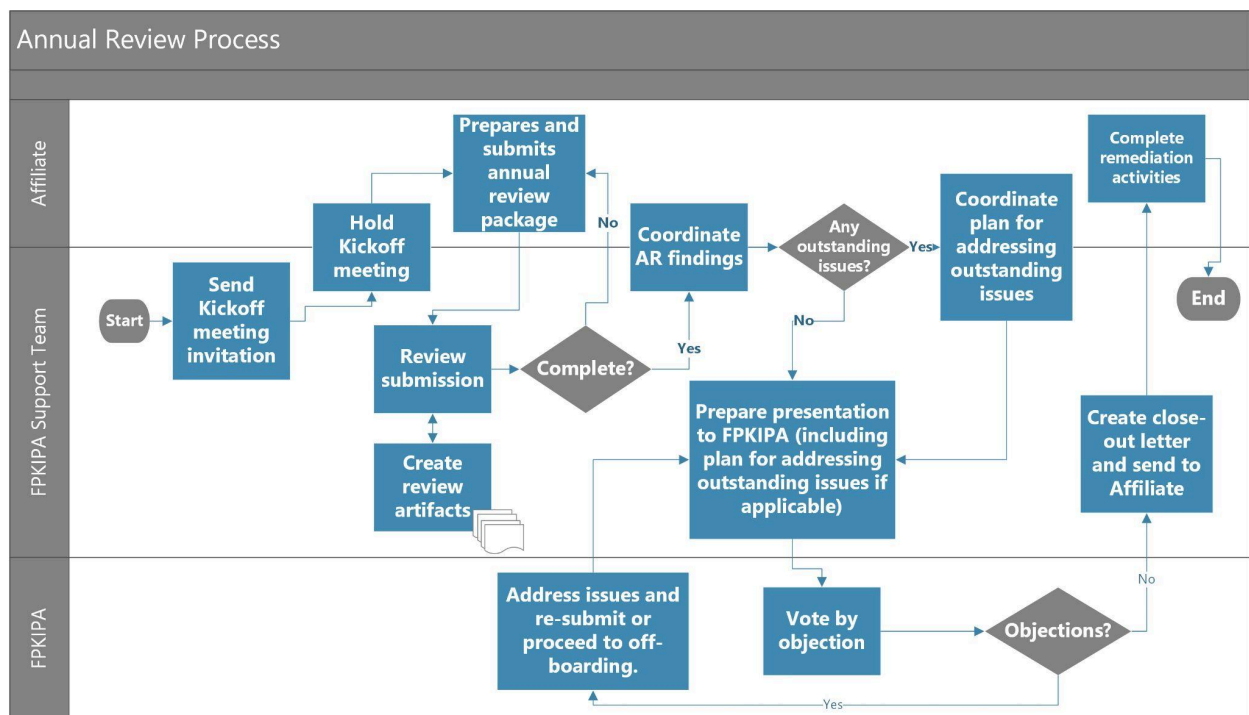 Annual Review Process
Affiliate
FPKIPA Support Team
FPKIPA
Start
Send
Kickoff
meeting
invitation
Hold
Kickoff
meeting
Prepares and
submits
annual
review
package
Review
submission
Create
review
artifacts
Complete?
No
Yes
Coordinate
AR findings
Any
outstanding
issues?
Yes
No
Coordinate
plan for
addressing
outstanding
issues
Prepare presentation
to FPKIPA (including
plan for addressing
outstanding issues if
applicable)
Vote by
objection
Objections?
Yes
No
Address issues and
re-submit or
proceed to off-
boarding.
Create close-
out letter
and send to
Affiliate
Complete
remediation
activities
End